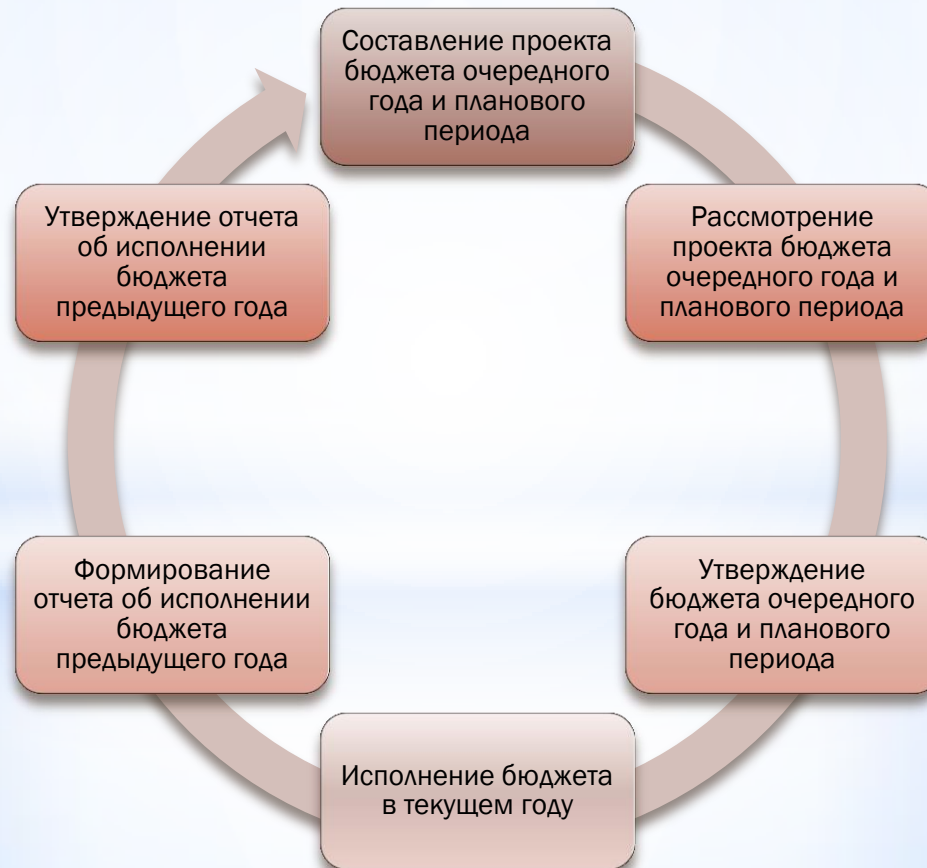 Составление проекта
бюджета очередного
года и планового
периода
Рассмотрение
проекта бюджета
очередного года и
планового периода
Утверждение
бюджета очередного
года и планового
периода
Исполнение бюджета
в текущем году
Формирование
отчета об исполнении
бюджета
предыдущего года
Утверждение отчета
об исполнении
бюджета
предыдущего года